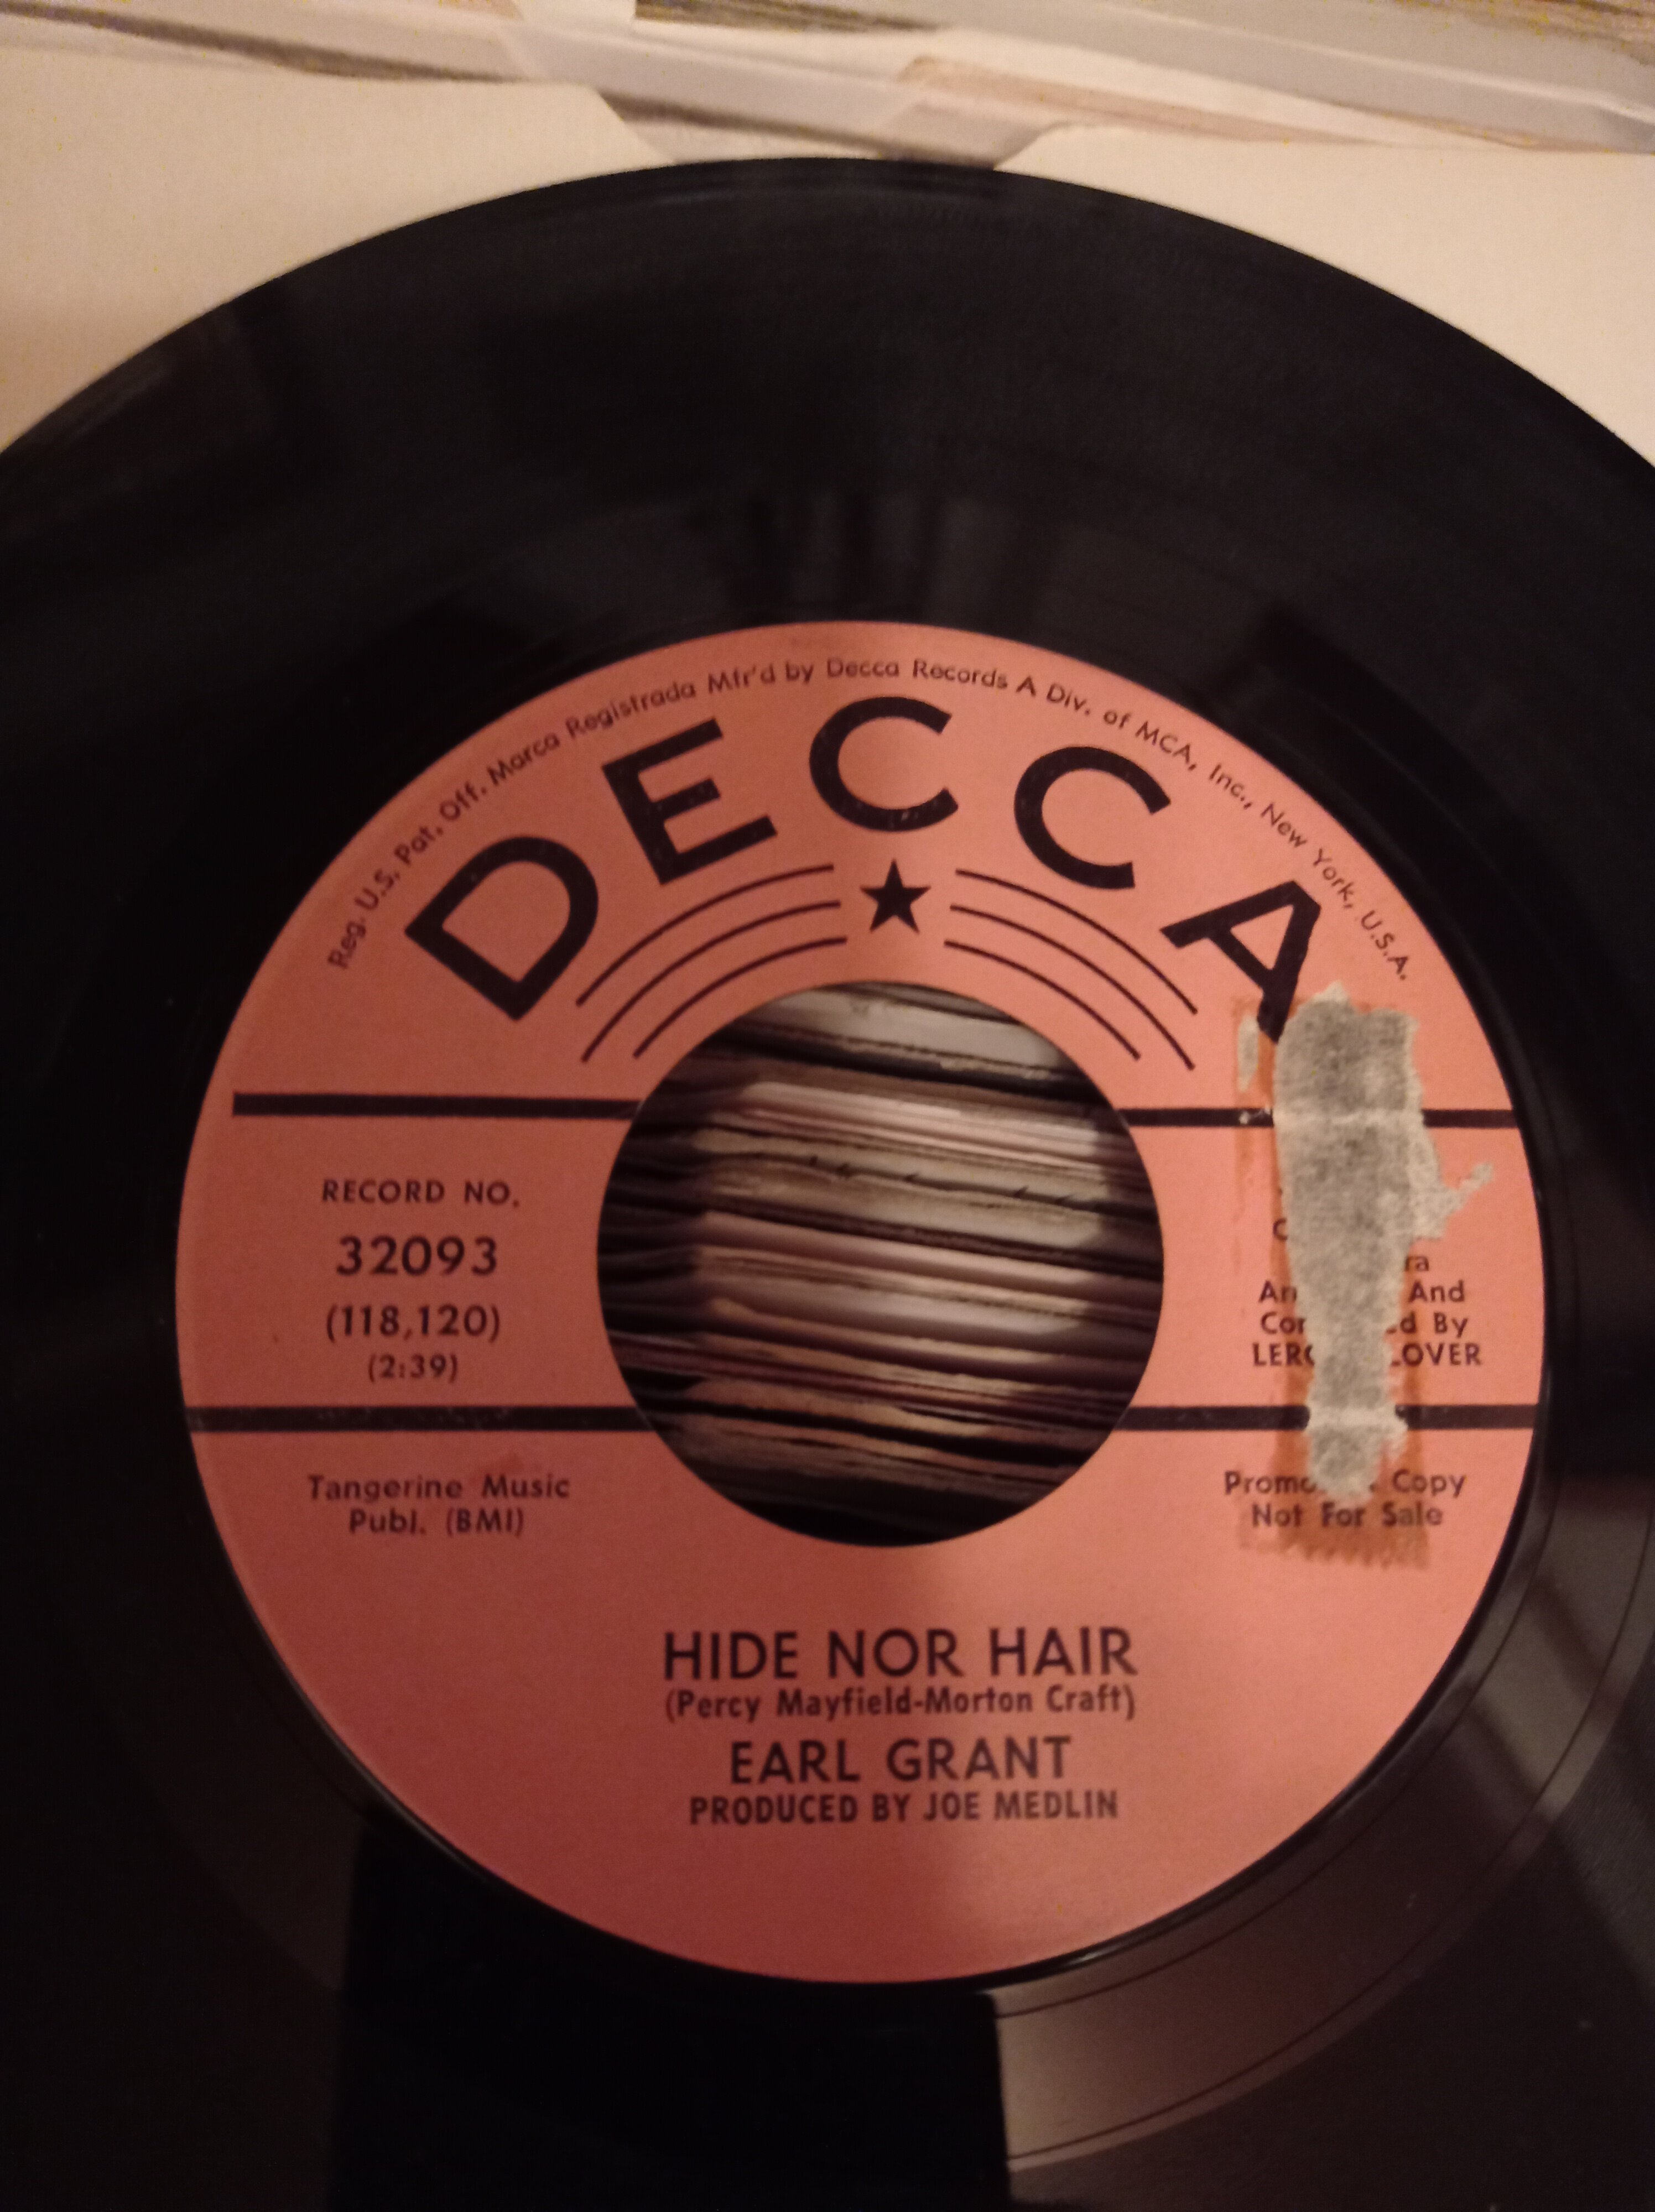 Reg. U.S. Pat. Off. Marca Registrada Mfr'd by Decca Records A Div. of MCA, Inc., New York, U.S.A.
DECCA
RECORD NO.
32093
(118,120)
(2:39)
And
By
Tangerine Music
Publ. (BMI)
Copy
Not For Sale
HIDE NOR HAIR
(Percy Mayfield-Morton Craft)
EARL GRANT
PRODUCED BY JOE MEDLIN